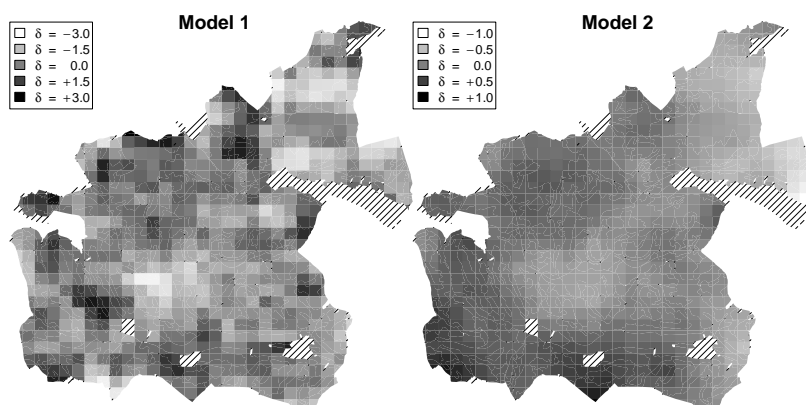 Model 1
δ = −3.0
δ = −1.5
δ = 0.0
δ = +1.5
δ = +3.0
Model 2
δ = −1.0
δ = −0.5
δ = 0.0
δ = +0.5
δ = +1.0